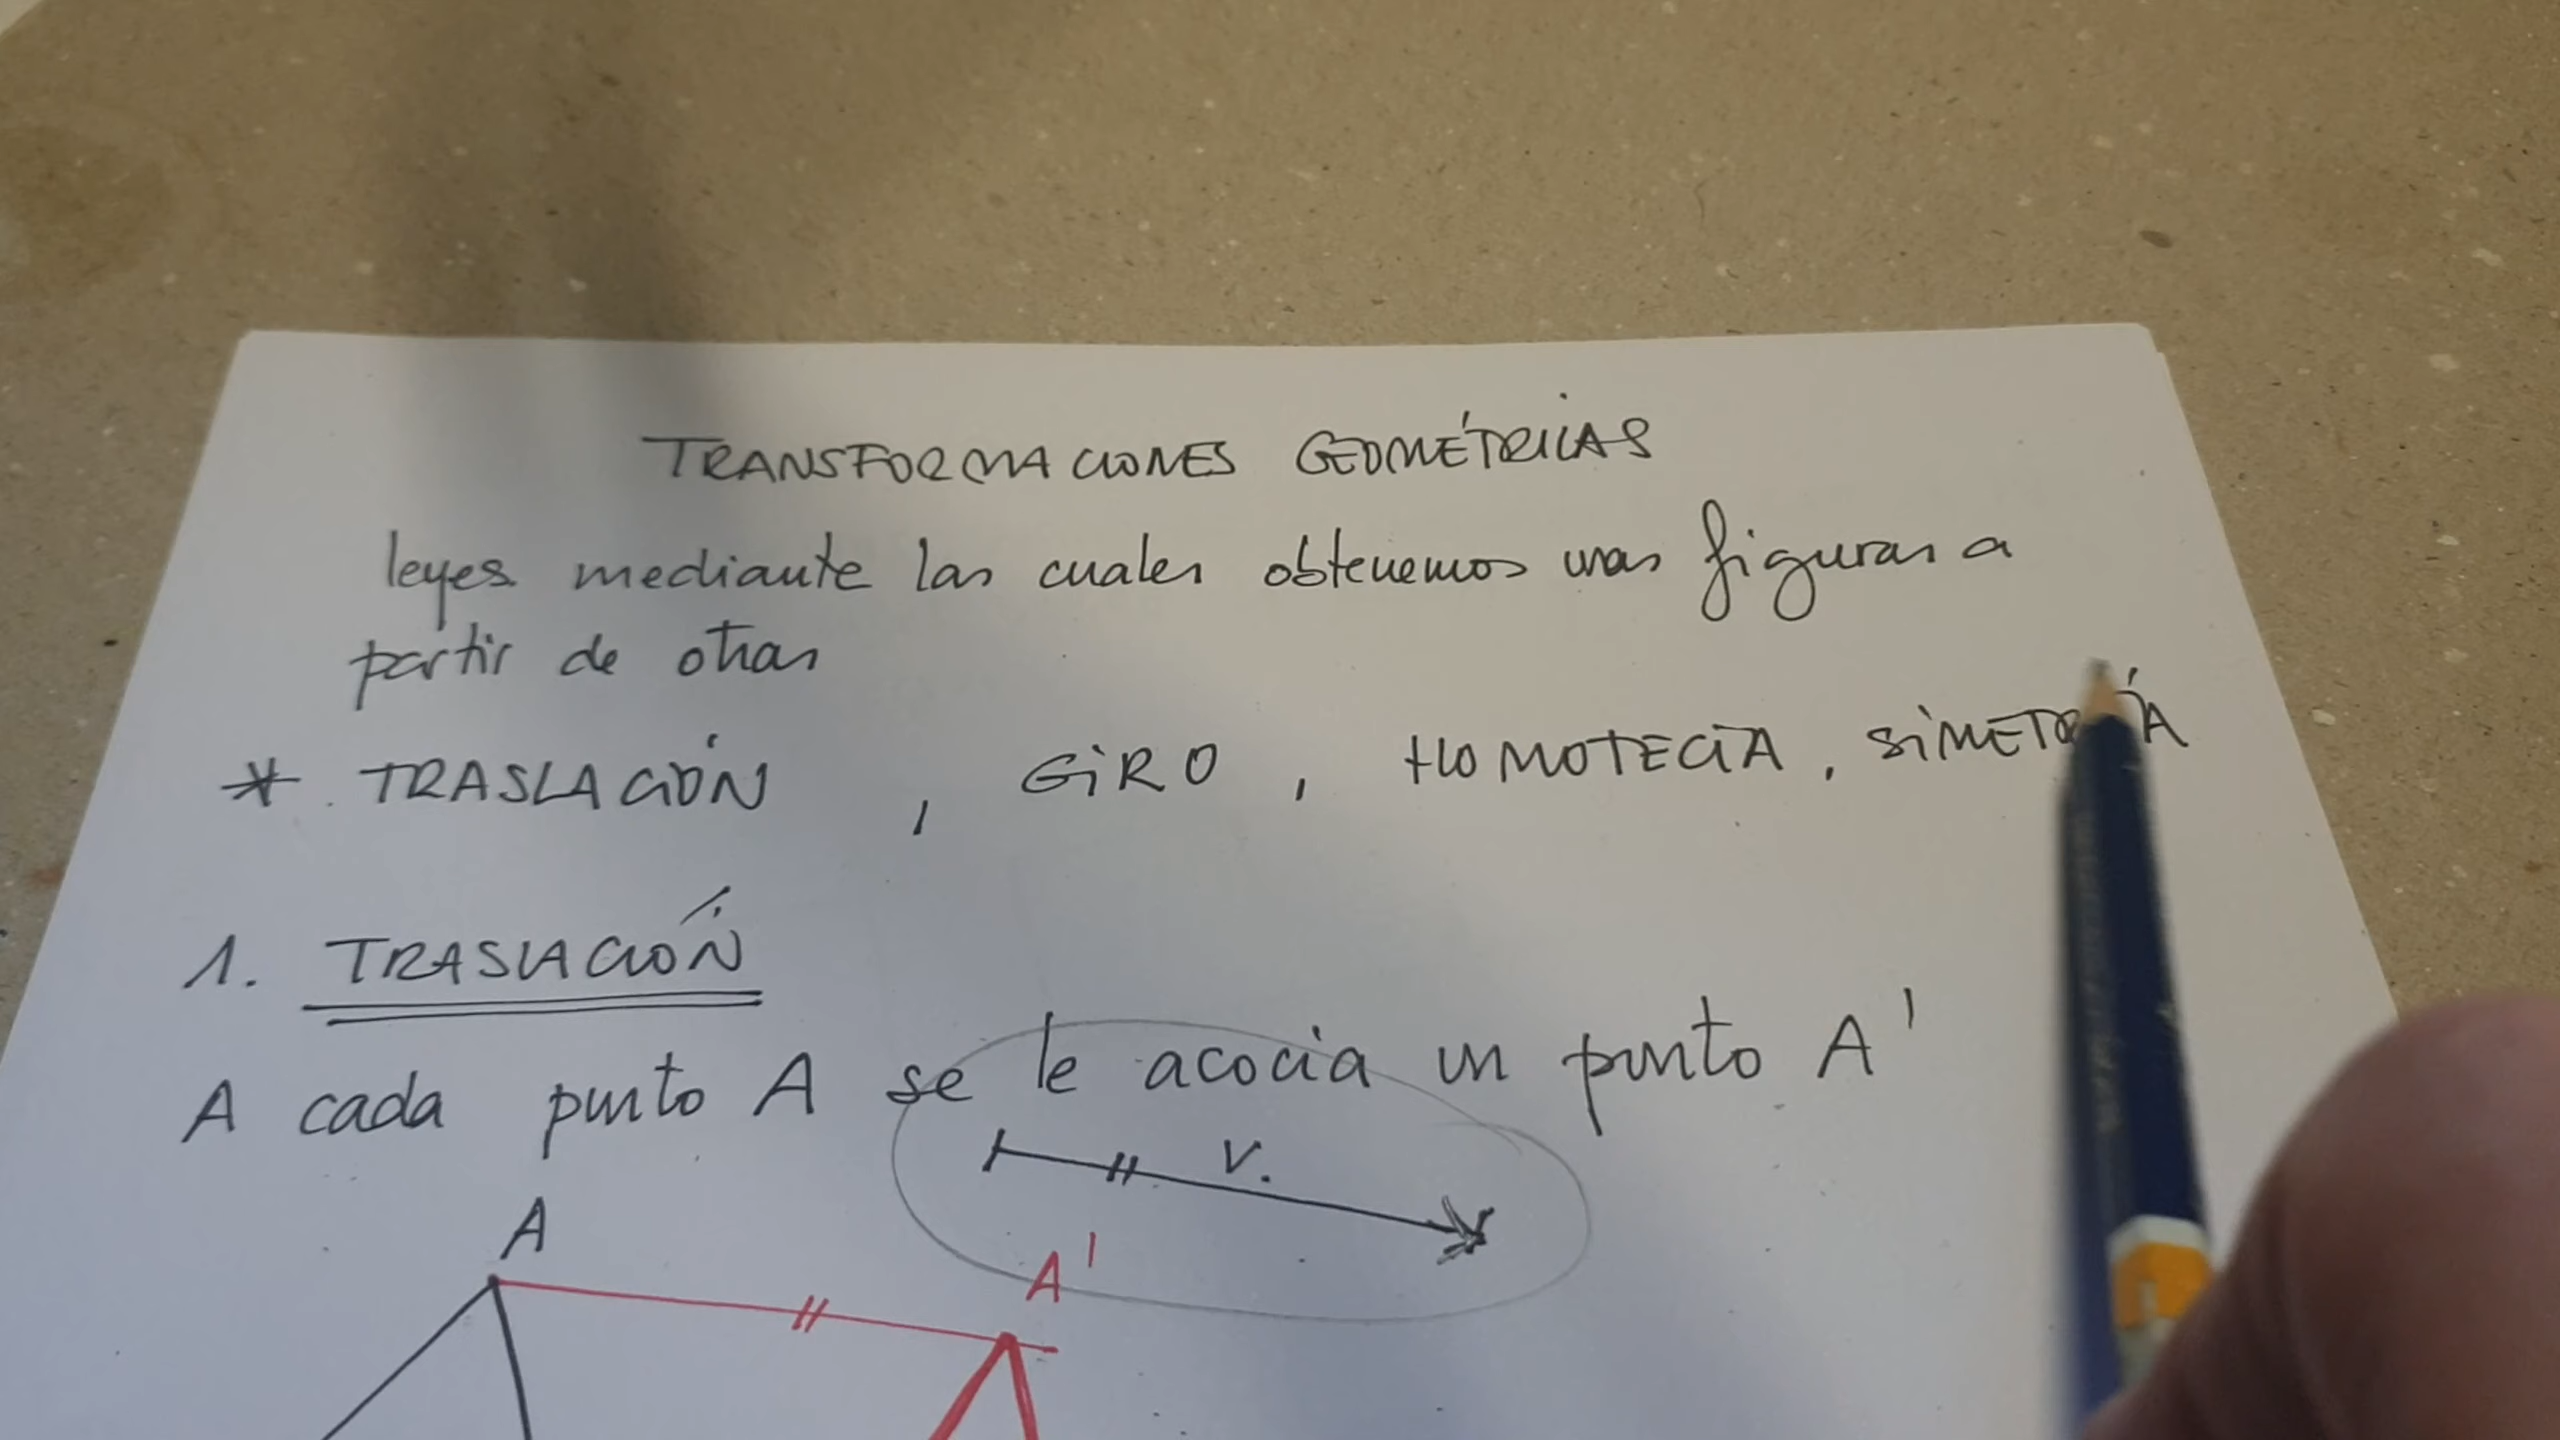 TRANSFORMACIONES GEOMÉTRICAS
leyes mediante las cuales obtenemos unas figuras a
partir de otras
* TRASLACIÓN , GIRO , HOMOTECIA , SIMETRÍA
1. TRASLACIÓN
A cada punto A se le acocia un punto A'
V.
A
A'